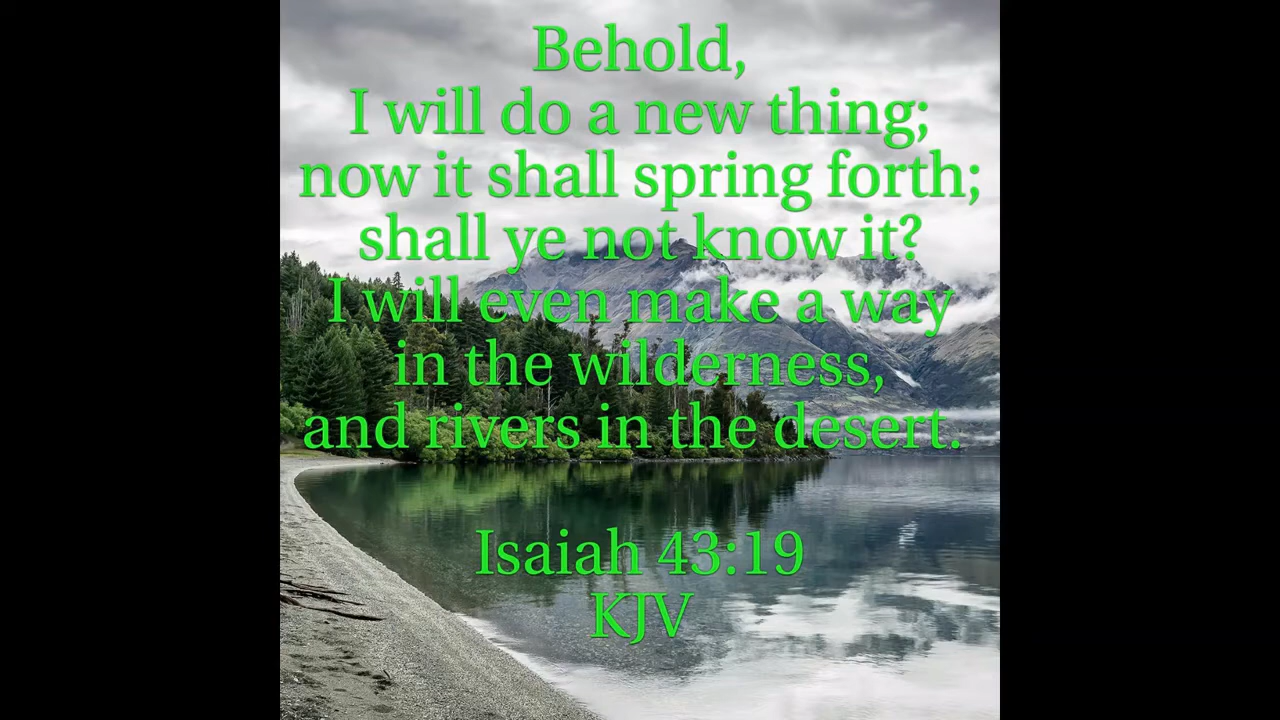 Behold,
I will do a new thing;
now it shall spring forth;
shall ye not know it?
I will even make a way
in the wilderness,
and rivers in the desert.
Isaiah 43:19
KJV